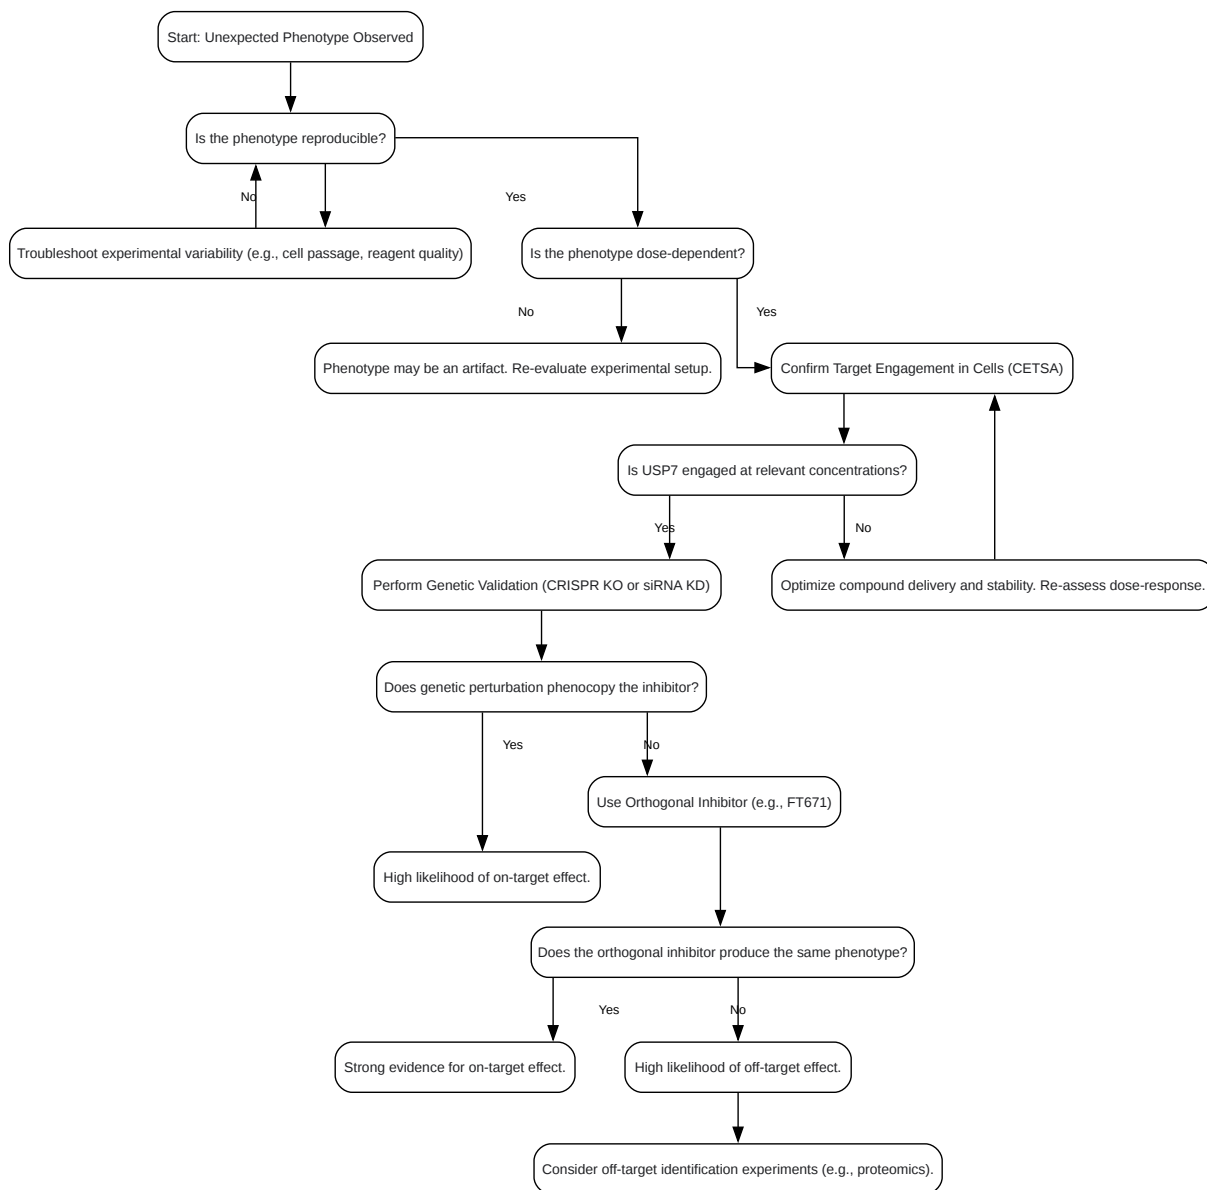 Start: Unexpected Phenotype Observed
Is the phenotype reproducible?
No
Yes
Troubleshoot experimental variability (e.g., cell passage, reagent quality)
Is the phenotype dose-dependent?
No
Yes
Phenotype may be an artifact. Re-evaluate experimental setup.
Confirm Target Engagement in Cells (CETSA)
Is USP7 engaged at relevant concentrations?
Yes
No
Perform Genetic Validation (CRISPR KO or siRNA KD)
Optimize compound delivery and stability. Re-assess dose-response.
Does genetic perturbation phenocopy the inhibitor?
Yes
No
Use Orthogonal Inhibitor (e.g., FT671)
High likelihood of on-target effect.
Does the orthogonal inhibitor produce the same phenotype?
Yes
No
Strong evidence for on-target effect.
High likelihood of off-target effect.
Consider off-target identification experiments (e.g., proteomics).